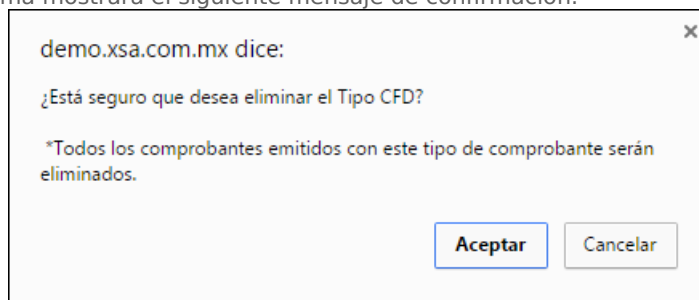 ma mostrará el siguiente mensaje de confirmación:
demo.xsa.com.mx dice:
¿Está seguro que desea eliminar el Tipo CFD?
*Todos los comprobantes emitidos con este tipo de comprobante serán
eliminados.
Aceptar Cancelar